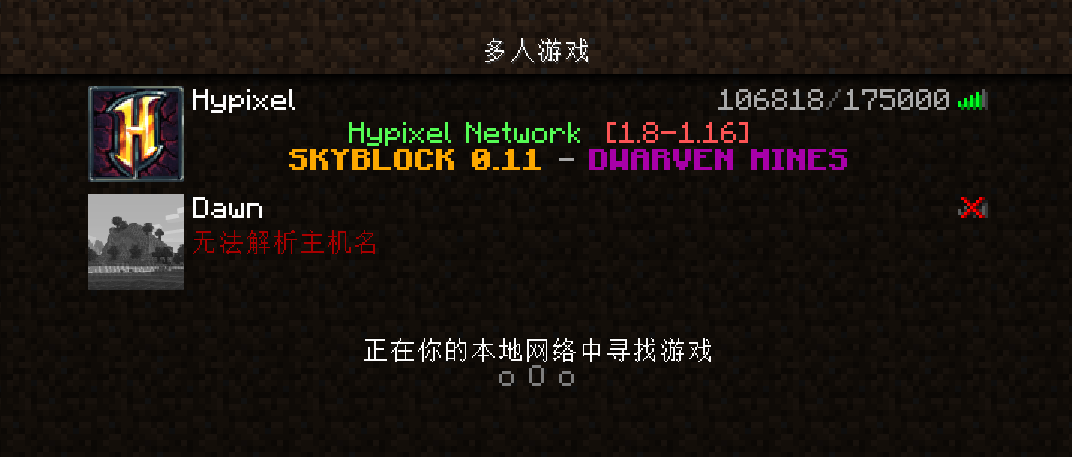 多人游戏
Hypixel 106818/175000
Hypixel Network [1.8-1.16]
SKYBLOCK 0.11 - DWARVEN MINES
Dawn
无法解析主机名
正在你的本地网络中寻找游戏
o O o